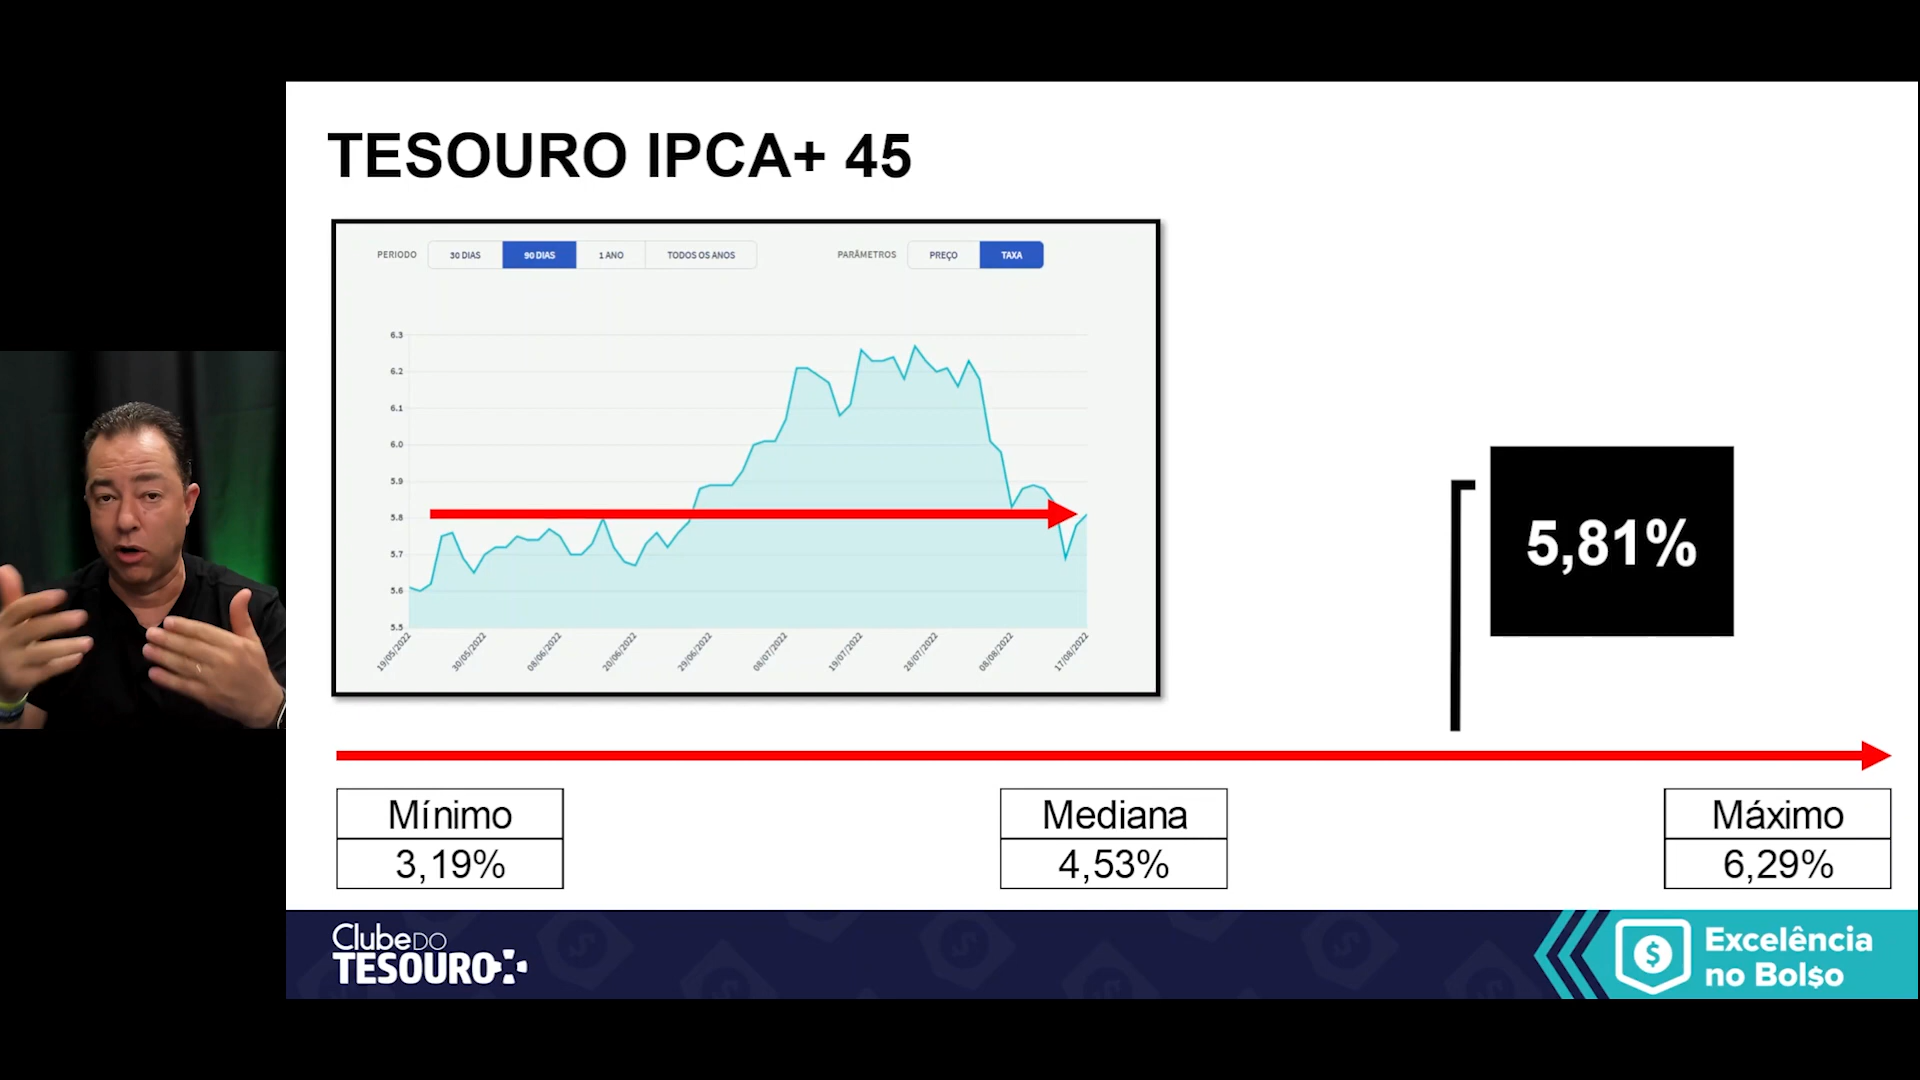 TESOURO IPCA+ 45
PERIODO 30 DIAS 90 DIAS 1 ANO TODOS OS ANOS PARÂMETROS PREÇO TAXA
6.3
6.2
6.1
6.0
5.9
5.8
5.7
5.6
5.5
19/05/2022 30/05/2022 08/06/2022 20/06/2022 29/06/2022 08/07/2022 19/07/2022 28/07/2022 08/08/2022 17/08/2022
5,81%
Mínimo
3,19%
Mediana
4,53%
Máximo
6,29%
Clube DO
TESOURO
$ Excelência
no Bol$o